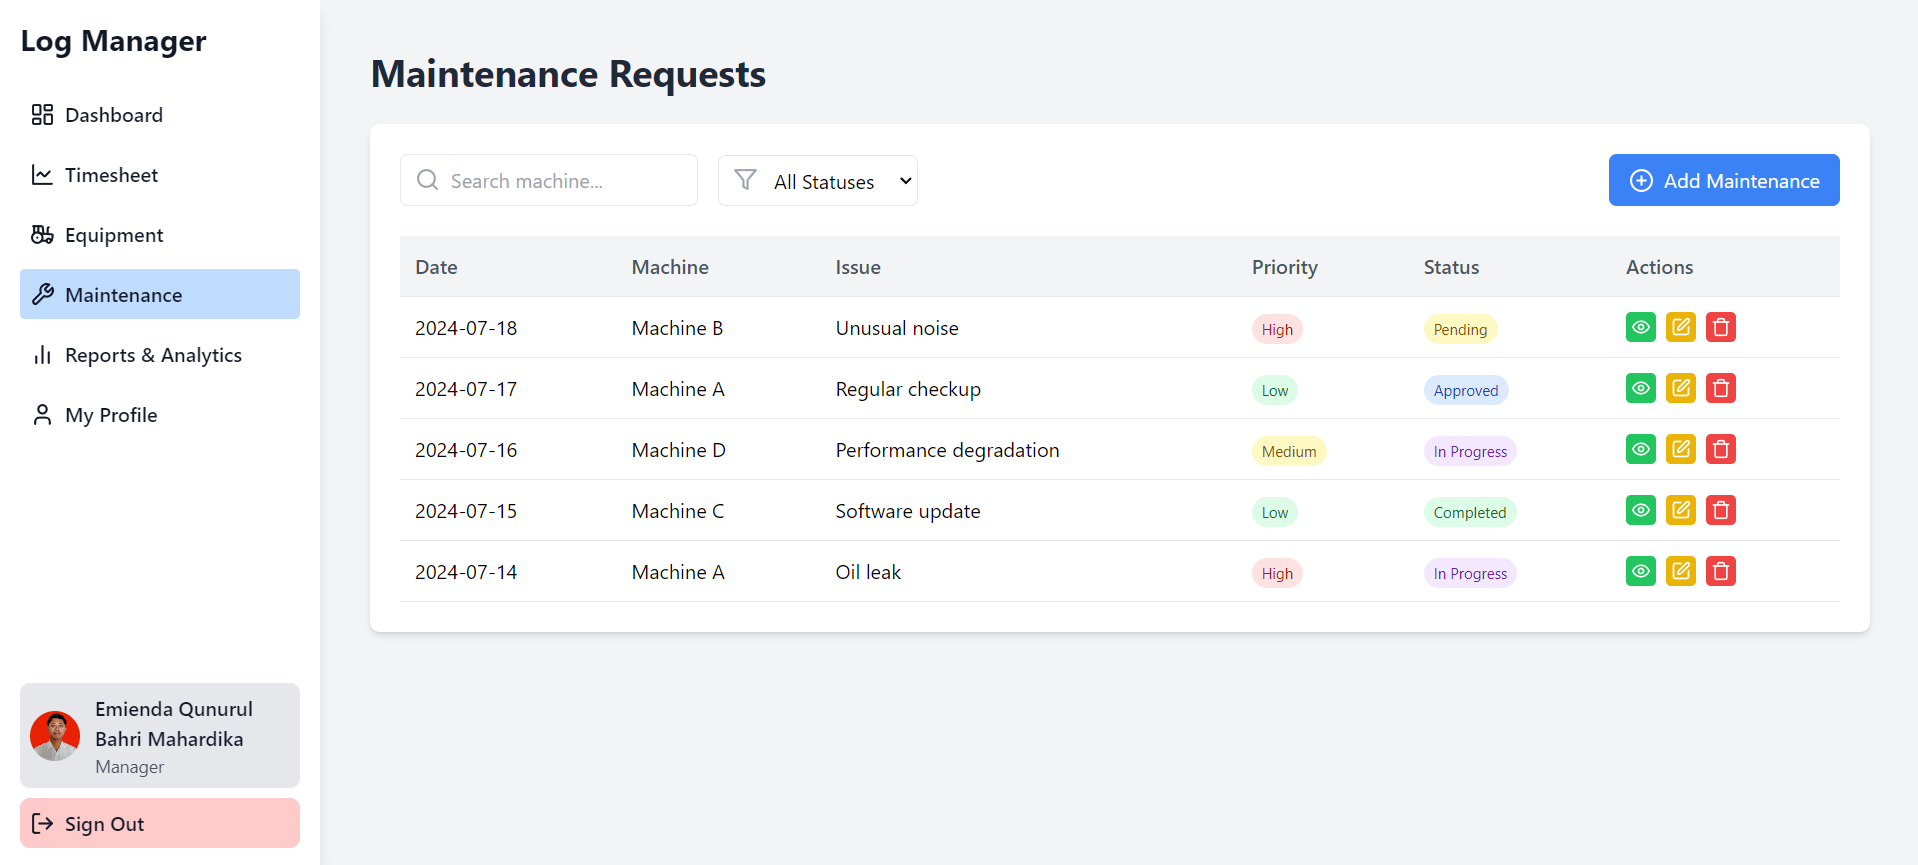 Log Manager
Dashboard
Timesheet
Equipment
Maintenance
Reports & Analytics
My Profile
Emienda Qunurul
Bahri Mahardika
Manager
Sign Out
Maintenance Requests
Search machine...
All Statuses
Add Maintenance
Date Machine Issue Priority Status Actions
2024-07-18 Machine B Unusual noise High Pending
2024-07-17 Machine A Regular checkup Low Approved
2024-07-16 Machine D Performance degradation Medium In Progress
2024-07-15 Machine C Software update Low Completed
2024-07-14 Machine A Oil leak High In Progress